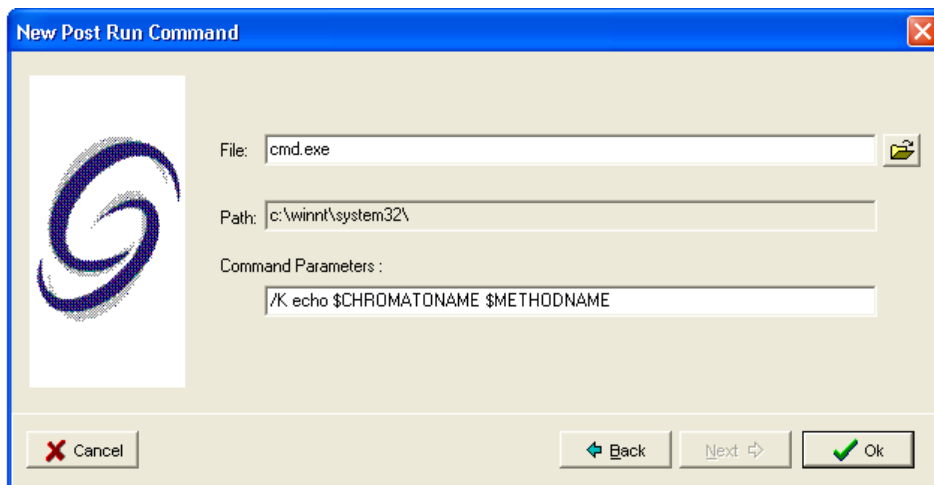 New Post Run Command
File: cmd.exe
Path: c:\winnt\system32\
Command Parameters :
/K echo $CHROMATONAME $METHODNAME
Cancel Back Next Ok